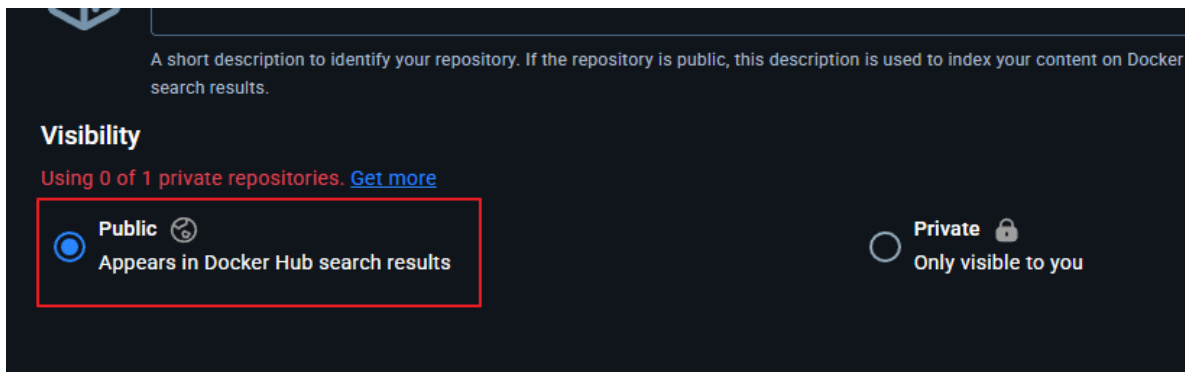 A short description to identify your repository. If the repository is public, this description is used to index your content on Docker
search results.
Visibility
Using 0 of 1 private repositories. Get more
Public
Appears in Docker Hub search results
Private
Only visible to you